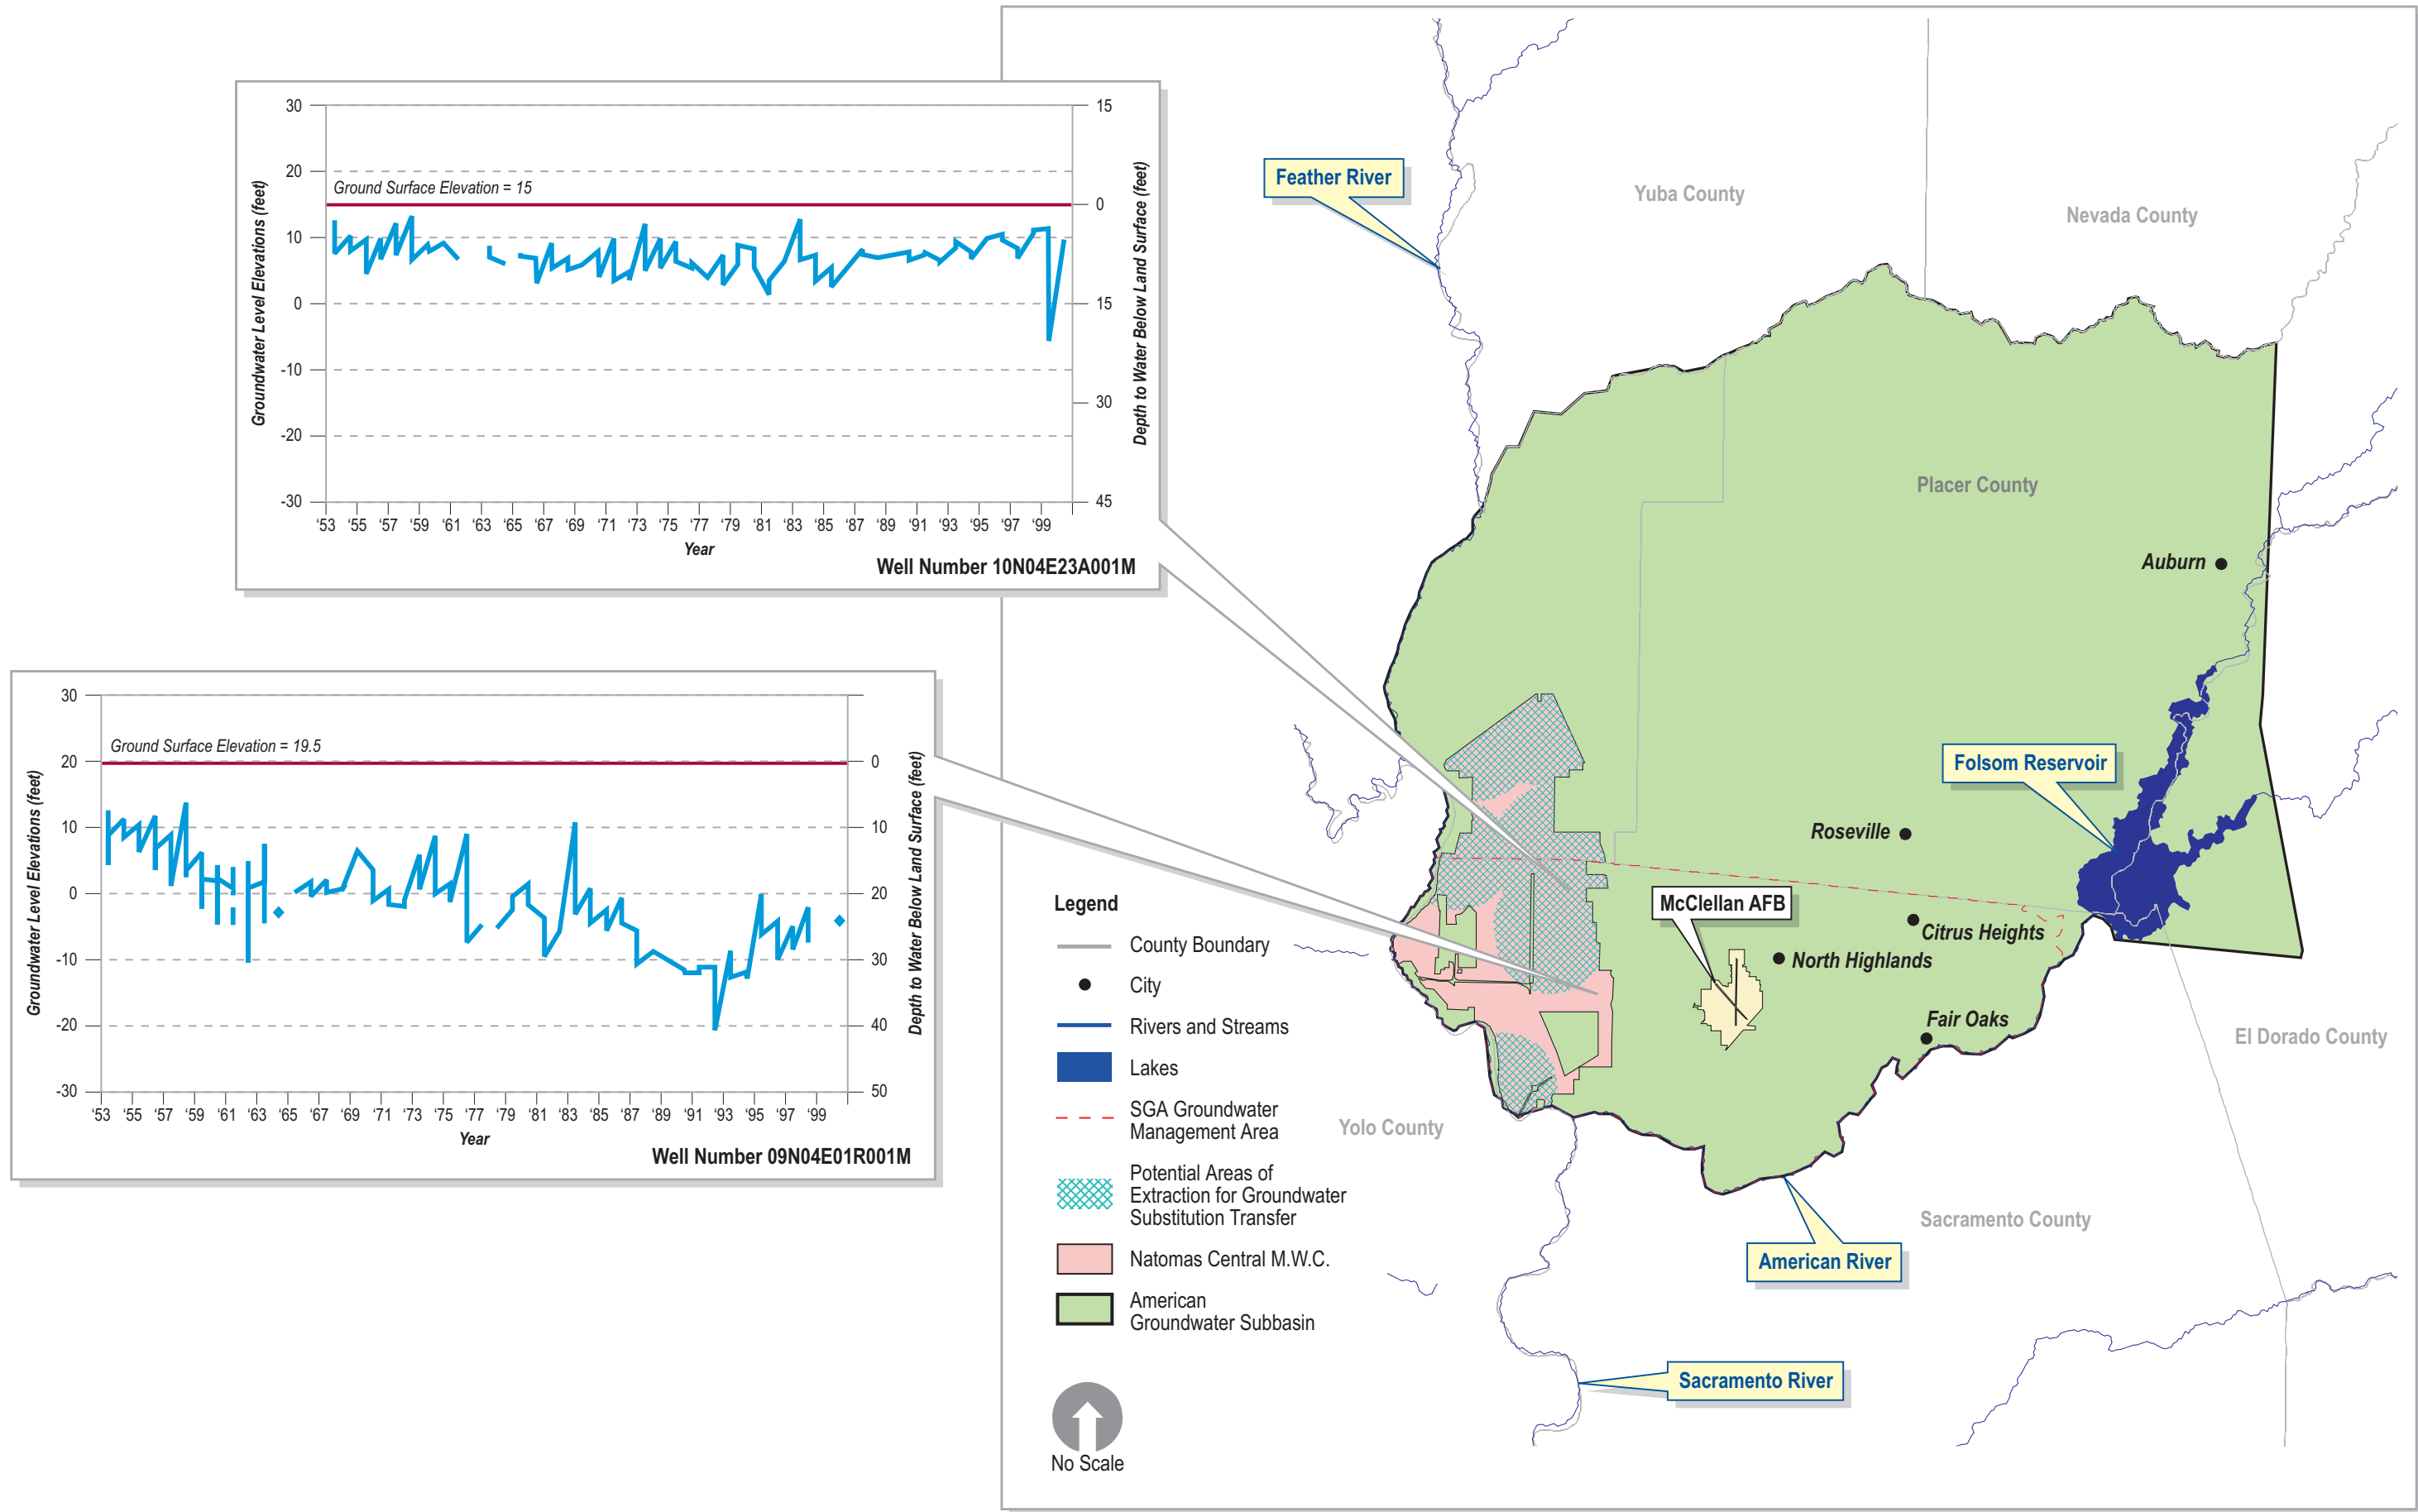 30
20
10
0
-10
-20
-30
15
0
15
30
45
Groundwater Level Elevations (feet)
Depth to Water Below Land Surface (feet)
Ground Surface Elevation = 15
‘53 ‘55 ‘57 ‘59 ‘61 ‘63 ‘65 ‘67 ‘69 ‘71 ‘73 ‘75 ‘77 ‘79 ‘81 ‘83 ‘85 ‘87 ‘89 ‘91 ‘93 ‘95 ‘97 ‘99
Year
Well Number 10N04E23A001M
30
20
10
0
-10
-20
-30
0
10
20
30
40
50
Groundwater Level Elevations (feet)
Depth to Water Below Land Surface (feet)
Ground Surface Elevation = 19.5
‘53 ‘55 ‘57 ‘59 ‘61 ‘63 ‘65 ‘67 ‘69 ‘71 ‘73 ‘75 ‘77 ‘79 ‘81 ‘83 ‘85 ‘87 ‘89 ‘91 ‘93 ‘95 ‘97 ‘99
Year
Well Number 09N04E01R001M
Feather River
Yuba County
Nevada County
Placer County
Auburn
Folsom Reservoir
Roseville
McClellan AFB
Citrus Heights
North Highlands
Fair Oaks
El Dorado County
Yolo County
Sacramento County
American River
Sacramento River
Legend
County Boundary
City
Rivers and Streams
Lakes
SGA Groundwater
Management Area
Potential Areas of
Extraction for Groundwater
Substitution Transfer
Natomas Central M.W.C.
American
Groundwater Subbasin
No Scale